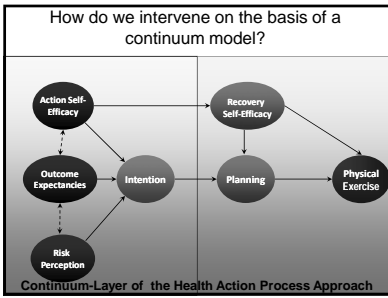 How do we intervene on the basis of a
continuum model?
Action Self-
Efficacy
Recovery
Self-Efficacy
Outcome
Expectancies
Intention
Planning
Physical
Exercise
Risk
Perception
Continuum-Layer of the Health Action Process Approach